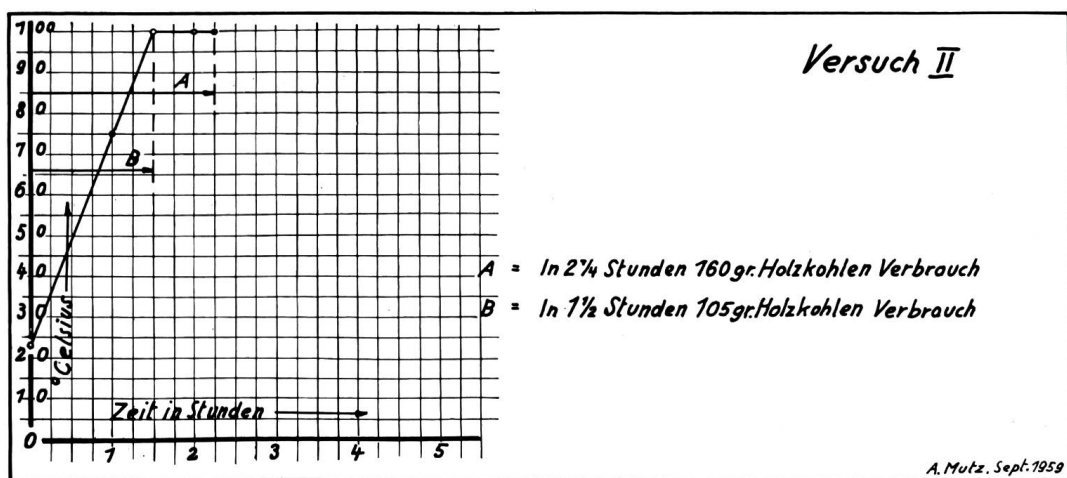 Versuch II
100
90
80
70
60
50
40
30
20
10
0
A
B
°Celsius
Zeit in Stunden
1 2 3 4 5
A = In 2¼ Stunden 160 gr. Holzkohlen Verbrauch
B = In 1½ Stunden 105 gr. Holzkohlen Verbrauch
A. Mutz. Sept. 1959